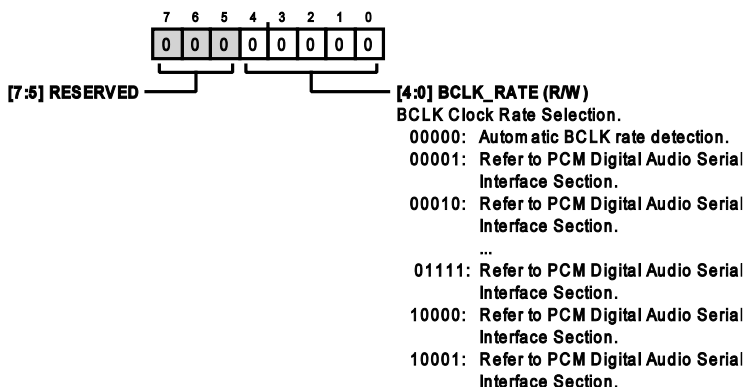 7 6 5 4 3 2 1 0
0 0 0 0 0 0 0 0
[7:5] RESERVED [4:0] BCLK_RATE (R/W)
BCLK Clock Rate Selection.
00000: Automatic BCLK rate detection.
00001: Refer to PCM Digital Audio Serial
Interface Section.
00010: Refer to PCM Digital Audio Serial
Interface Section.
...
01111: Refer to PCM Digital Audio Serial
Interface Section.
10000: Refer to PCM Digital Audio Serial
Interface Section.
10001: Refer to PCM Digital Audio Serial
Interface Section.